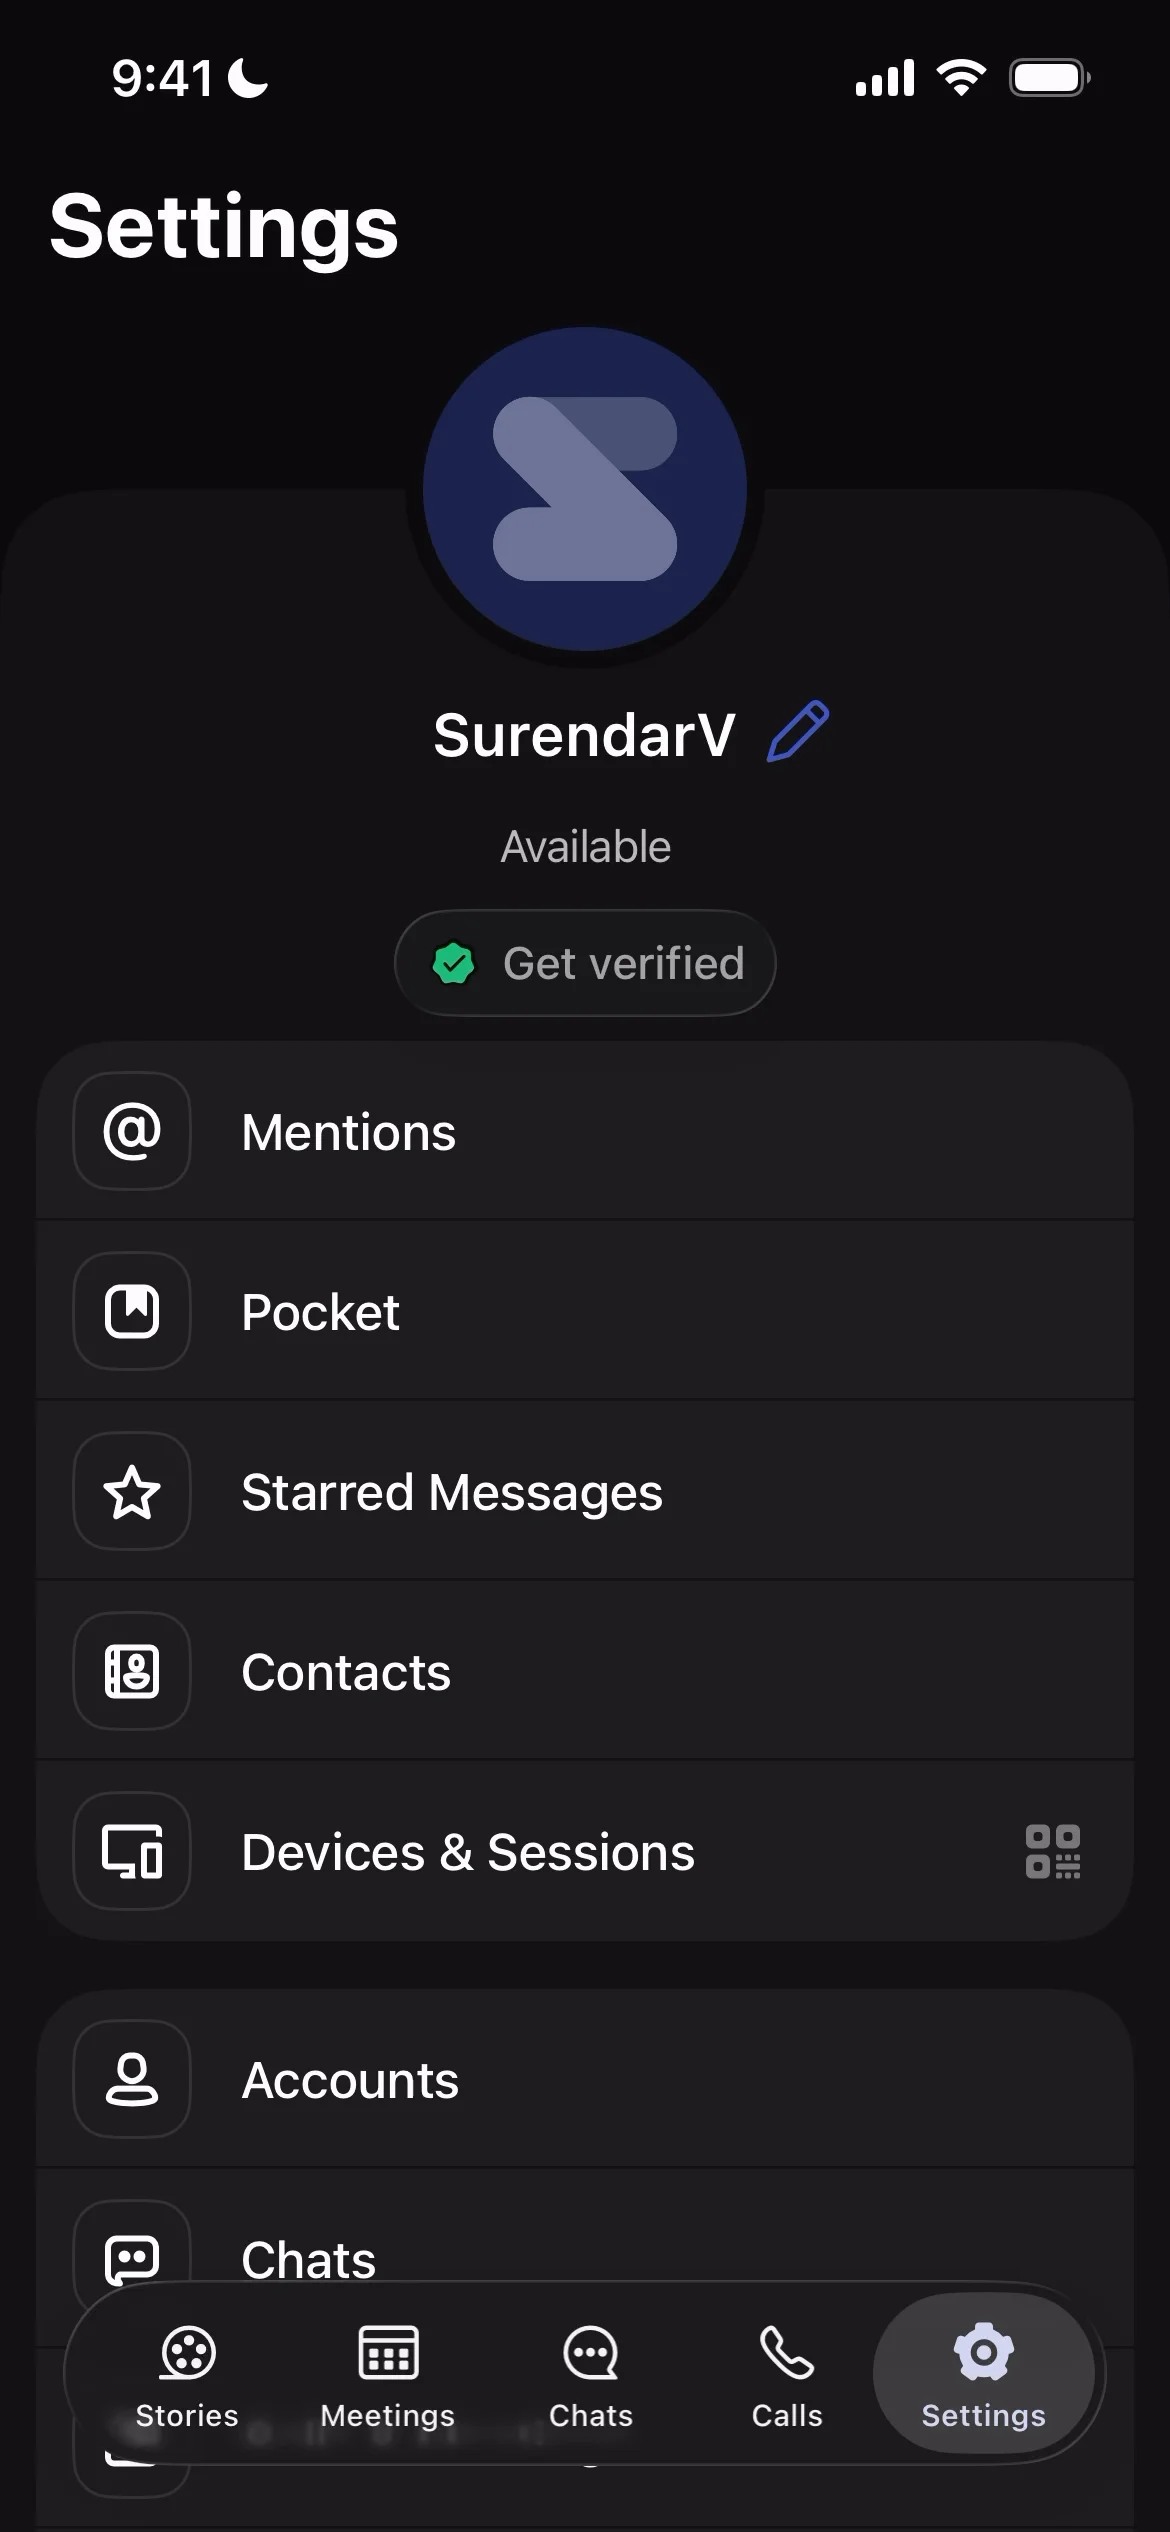 9:41
Settings
SurendarV
Available
Get verified
Mentions
Pocket
Starred Messages
Contacts
Devices & Sessions
Accounts
Chats
Stories
Meetings
Chats
Calls
Settings